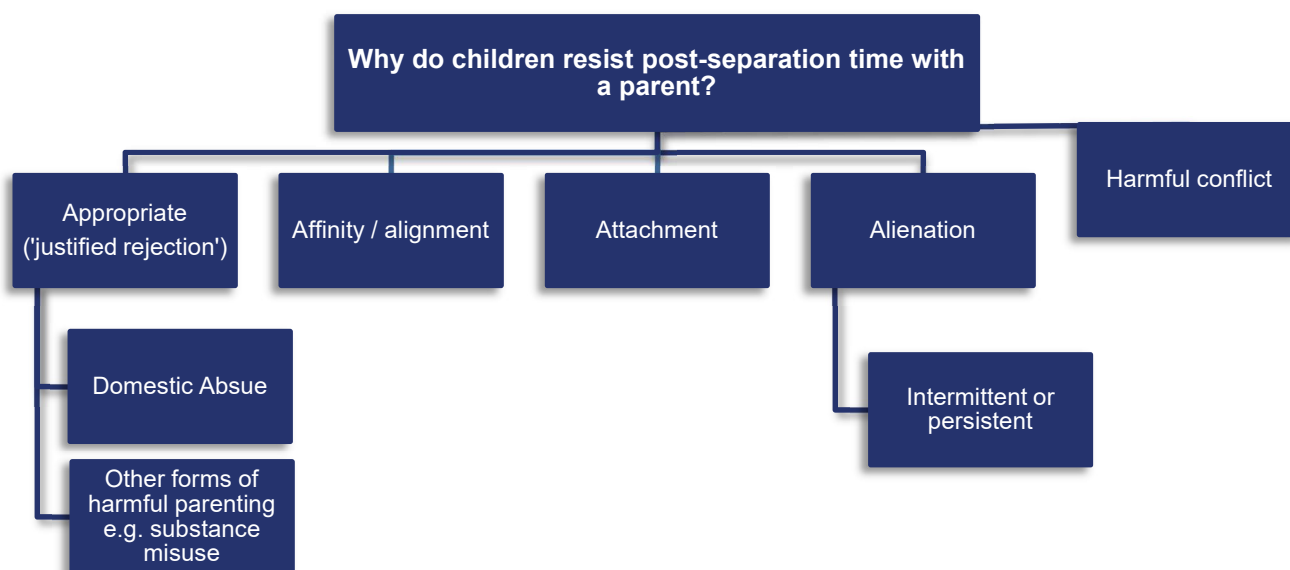 Why do children resist post-separation time with
a parent?
Harmful conflict
Appropriate
('justified rejection')
Affinity / alignment
Attachment
Alienation
Domestic Absue
Intermittent or
persistent
Other forms of
harmful parenting
e.g. substance
misuse